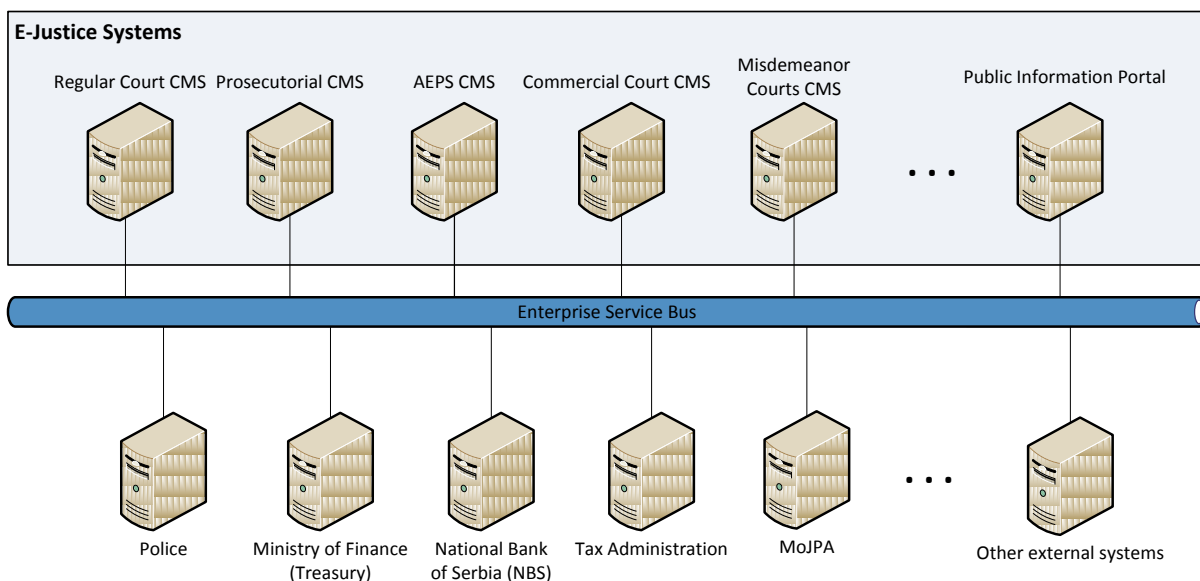 E-Justice Systems
Regular Court CMS
Prosecutorial CMS
AEPS CMS
Commercial Court CMS
Misdemeanor
Courts CMS
Public Information Portal
. . .
Enterprise Service Bus
. . .
Police
Ministry of Finance
(Treasury)
National Bank
of Serbia (NBS)
Tax Administration
MoJPA
Other external systems